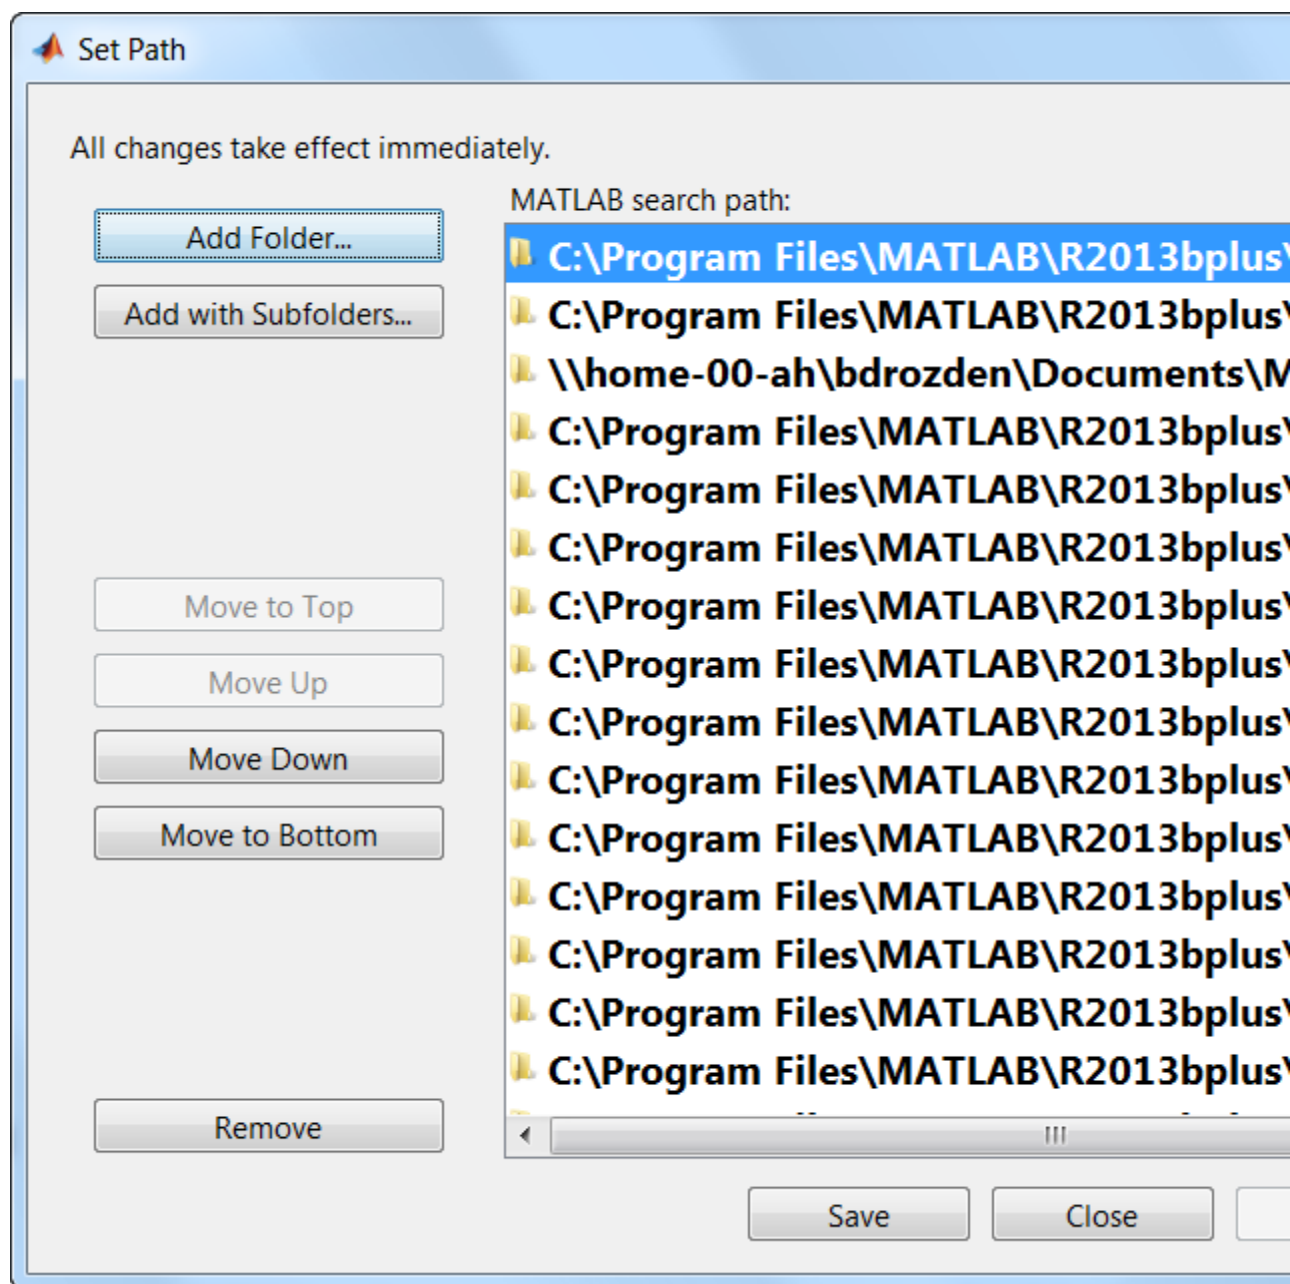 Set Path
All changes take effect immediately.
MATLAB search path:
Add Folder...
Add with Subfolders...
Move to Top
Move Up
Move Down
Move to Bottom
Remove
C:\Program Files\MATLAB\R2013bplus\
C:\Program Files\MATLAB\R2013bplus\
\\home-00-ah\bdrozden\Documents\M
C:\Program Files\MATLAB\R2013bplus\
C:\Program Files\MATLAB\R2013bplus\
C:\Program Files\MATLAB\R2013bplus\
C:\Program Files\MATLAB\R2013bplus\
C:\Program Files\MATLAB\R2013bplus\
C:\Program Files\MATLAB\R2013bplus\
C:\Program Files\MATLAB\R2013bplus\
C:\Program Files\MATLAB\R2013bplus\
C:\Program Files\MATLAB\R2013bplus\
C:\Program Files\MATLAB\R2013bplus\
C:\Program Files\MATLAB\R2013bplus\
C:\Program Files\MATLAB\R2013bplus\
Save
Close